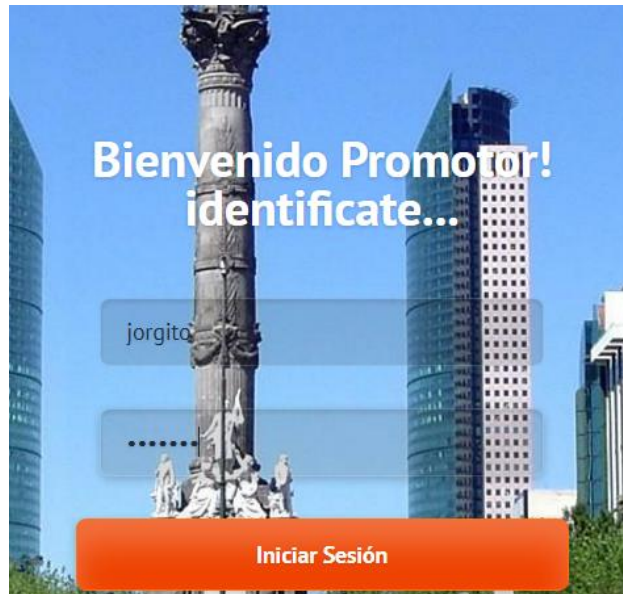 Bienvenido Promotor!
identificate...
jorgito
•••••••
Iniciar Sesión